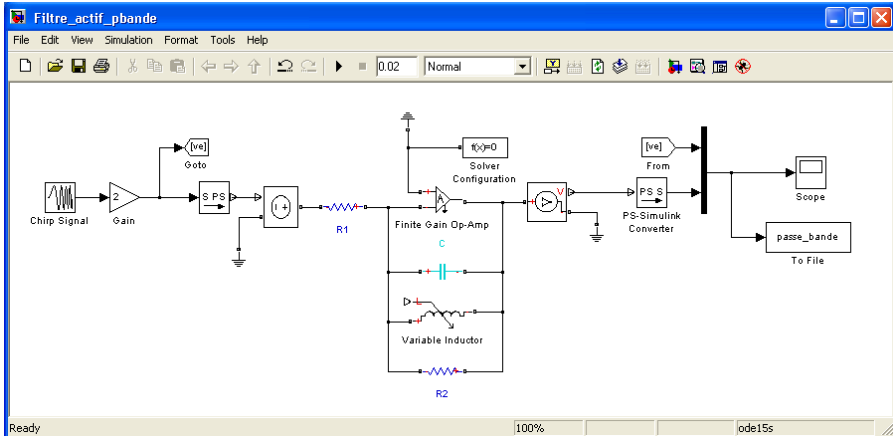 Filtre_actif_pbande
File Edit View Simulation Format Tools Help
0.02 Normal
[ve]
Goto
f(x)=0
Solver
Configuration
[ve]
From
Chirp Signal
2
Gain
S PS
R1
A
Finite Gain Op-Amp
V
PS S
PS-Simulink
Converter
Scope
passe_bande
To File
C
L
Variable Inductor
R2
Ready 100% ode15s